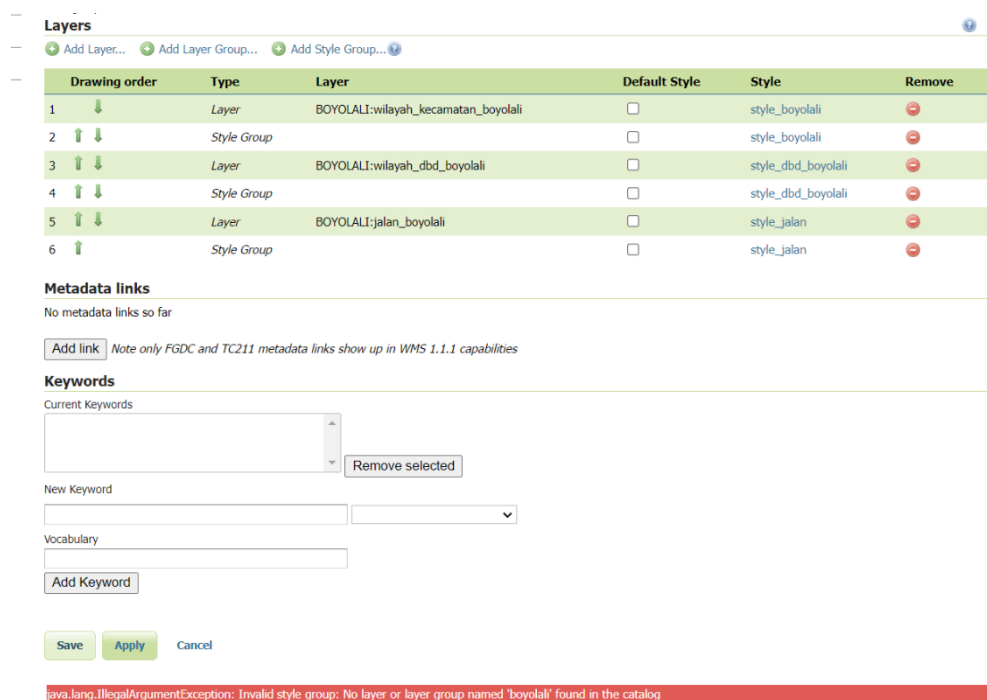 Layers
Add Layer... Add Layer Group... Add Style Group...
Drawing order Type Layer Default Style Style Remove
1 Layer BOYOLALI:wilayah_kecamatan_boyolali style_boyolali
2 Style Group style_boyolali
3 Layer BOYOLALI:wilayah_dbd_boyolali style_dbd_boyolali
4 Style Group style_dbd_boyolali
5 Layer BOYOLALI:jalan_boyolali style_jalan
6 Style Group style_jalan
Metadata links
No metadata links so far
Add link Note only FGDC and TC211 metadata links show up in WMS 1.1.1 capabilities
Keywords
Current Keywords
Remove selected
New Keyword
Vocabulary
Add Keyword
Save Apply Cancel
java.lang.IllegalArgumentException: Invalid style group: No layer or layer group named 'boyolali' found in the catalog